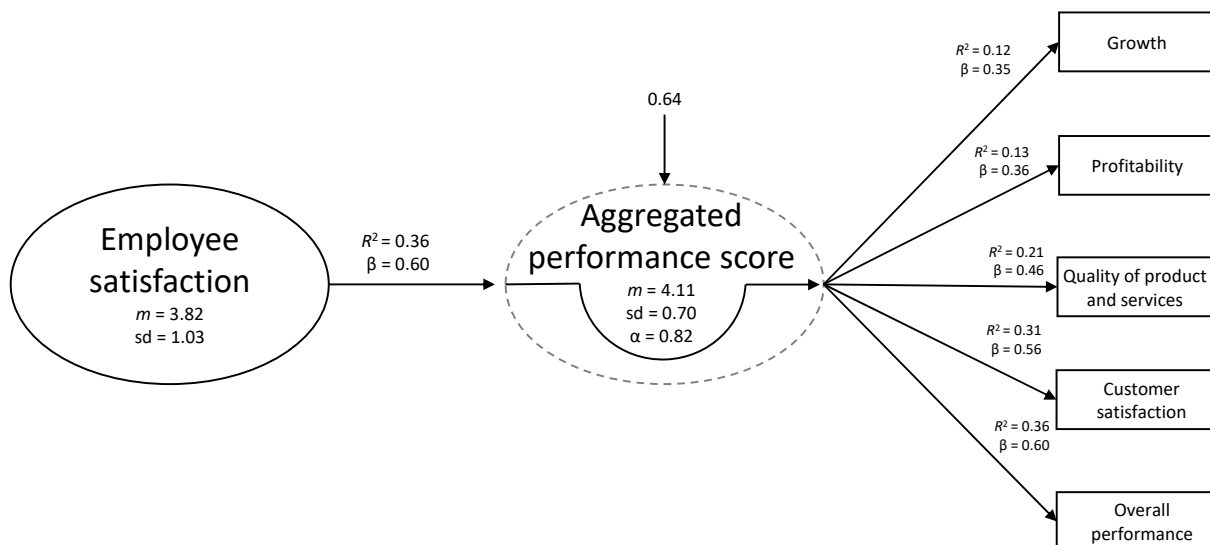 Employee
satisfaction
m = 3.82
sd = 1.03
R² = 0.36
β = 0.60
0.64
Aggregated
performance score
m = 4.11
sd = 0.70
α = 0.82
R² = 0.12
β = 0.35
Growth
R² = 0.13
β = 0.36
Profitability
R² = 0.21
β = 0.46
Quality of product
and services
R² = 0.31
β = 0.56
Customer
satisfaction
R² = 0.36
β = 0.60
Overall
performance